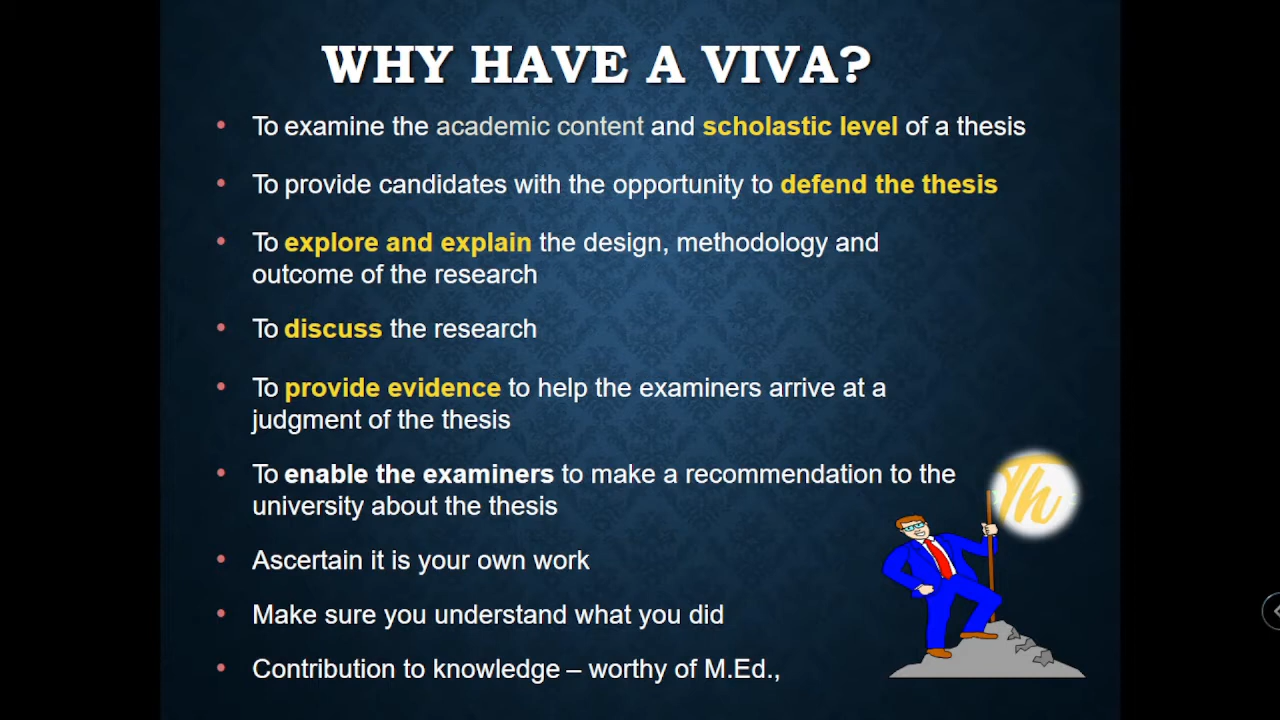 WHY HAVE A VIVA?
• To examine the academic content and scholastic level of a thesis
• To provide candidates with the opportunity to defend the thesis
• To explore and explain the design, methodology and
outcome of the research
• To discuss the research
• To provide evidence to help the examiners arrive at a
judgment of the thesis
• To enable the examiners to make a recommendation to the
university about the thesis
Th
• Ascertain it is your own work
• Make sure you understand what you did
• Contribution to knowledge – worthy of M.Ed.,